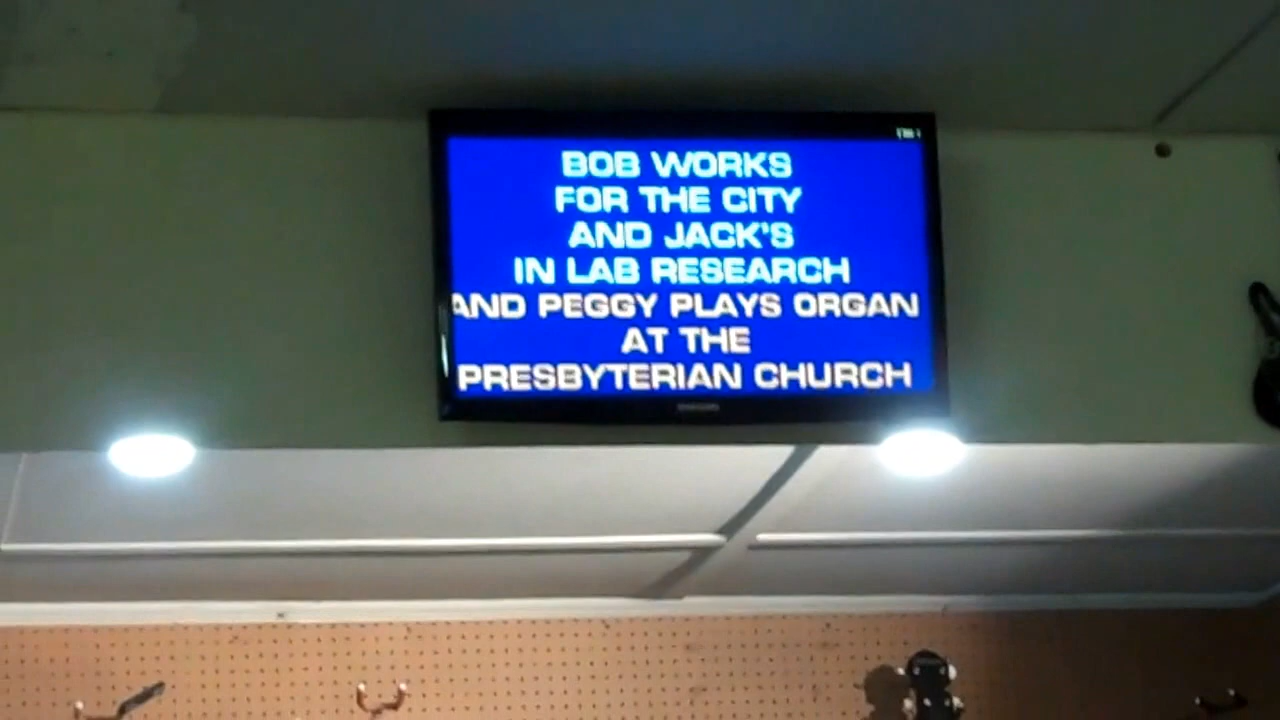 BOB WORKS
FOR THE CITY
AND JACK'S
IN LAB RESEARCH
AND PEGGY PLAYS ORGAN
AT THE
PRESBYTERIAN CHURCH